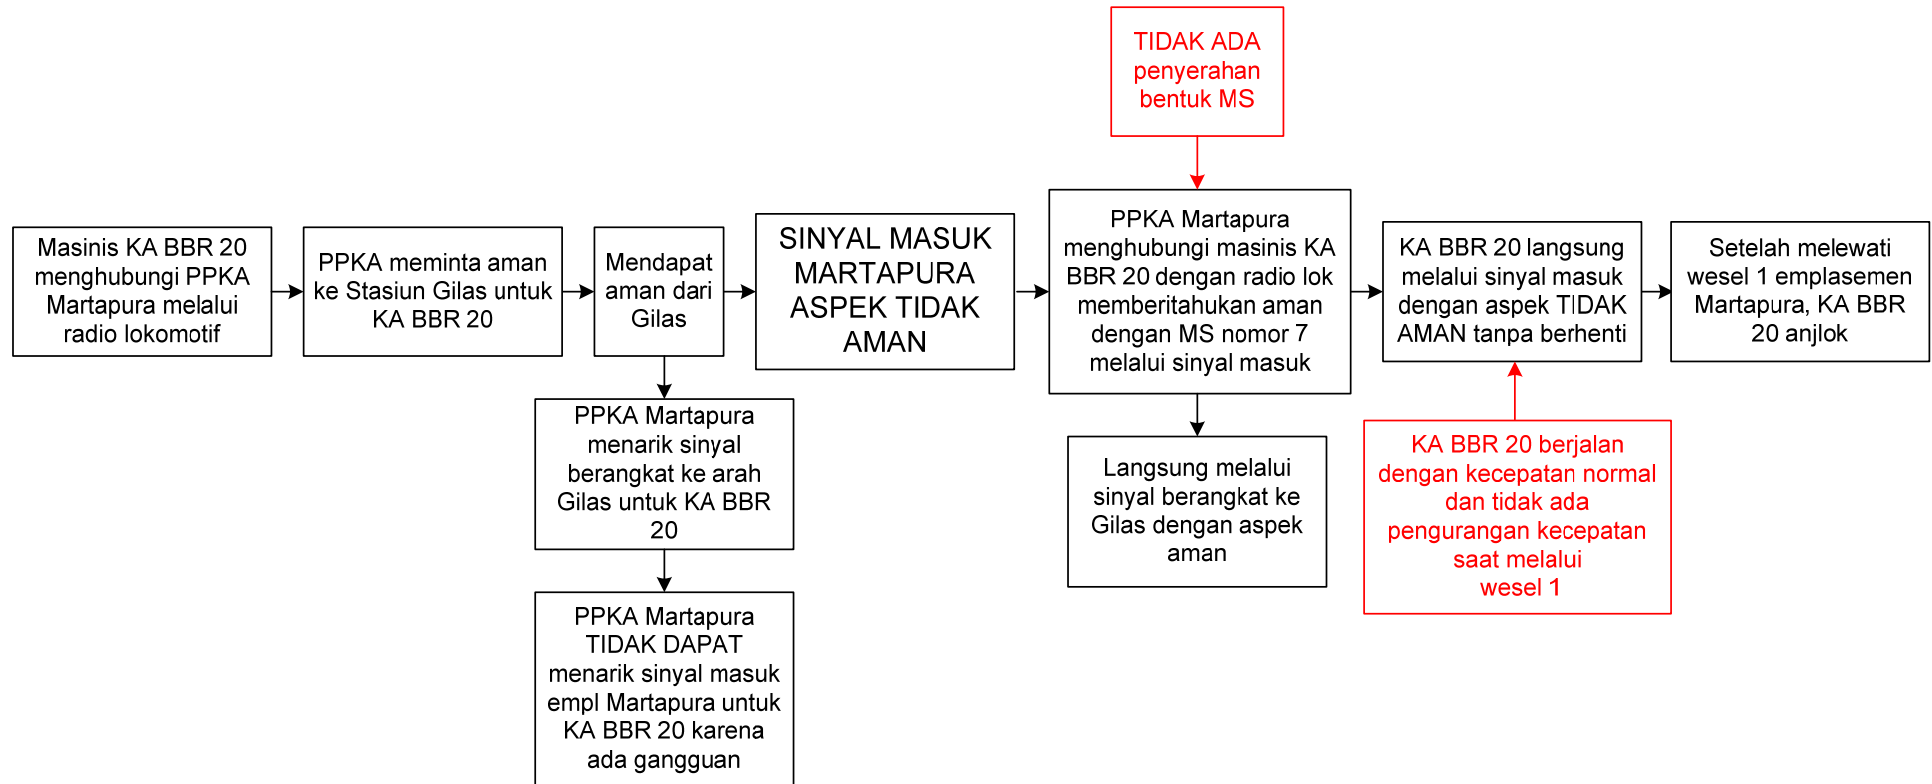 TIDAK ADA
penyerahan
bentuk MS
Masinis KA BBR 20
menghubungi PPKA
Martapura melalui
radio lokomotif
PPKA meminta aman
ke Stasiun Gilas untuk
KA BBR 20
Mendapat
aman dari
Gilas
SINYAL MASUK
MARTAPURA
ASPEK TIDAK
AMAN
PPKA Martapura
menghubungi masinis KA
BBR 20 dengan radio lok
memberitahukan aman
dengan MS nomor 7
melalui sinyal masuk
KA BBR 20 langsung
melalui sinyal masuk
dengan aspek TIDAK
AMAN tanpa berhenti
Setelah melewati
wesel 1 emplasemen
Martapura, KA BBR
20 anjlok
PPKA Martapura
menarik sinyal
berangkat ke arah
Gilas untuk KA BBR
20
Langsung melalui
sinyal berangkat ke
Gilas dengan aspek
aman
KA BBR 20 berjalan
dengan kecepatan normal
dan tidak ada
pengurangan kecepatan
saat melalui
wesel 1
PPKA Martapura
TIDAK DAPAT
menarik sinyal masuk
empl Martapura untuk
KA BBR 20 karena
ada gangguan